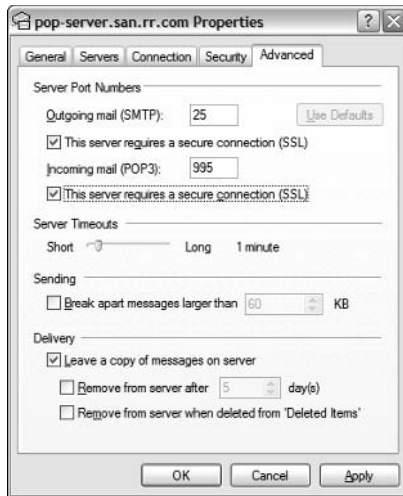 pop-server.san.rr.com Properties
General Servers Connection Security Advanced
Server Port Numbers
Outgoing mail (SMTP): 25 Use Defaults
This server requires a secure connection (SSL)
Incoming mail (POP3): 995
This server requires a secure connection (SSL)
Server Timeouts
Short Long 1 minute
Sending
Break apart messages larger than 60 KB
Delivery
Leave a copy of messages on server
Remove from server after 5 day(s)
Remove from server when deleted from 'Deleted Items'
OK Cancel Apply